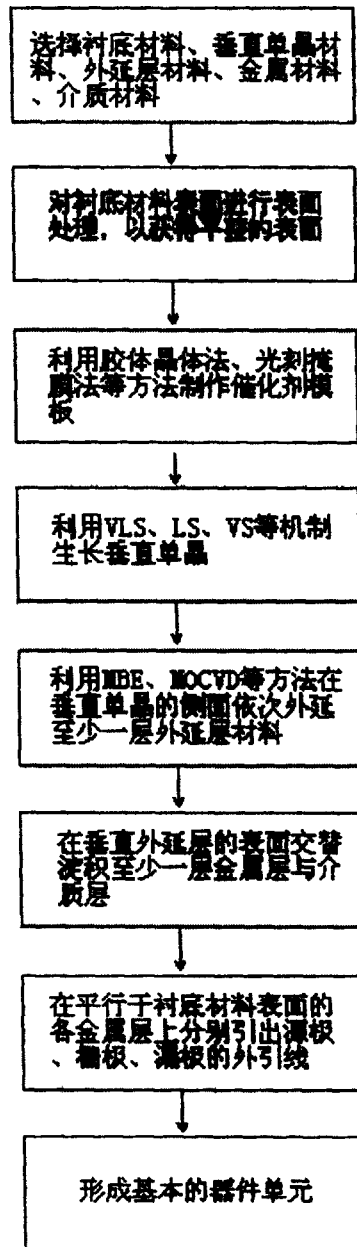 选择衬底材料、垂直单晶材
料、外延层材料、金属材料
、介质材料
对衬底材料表面进行表面
处理，以获得平整的表面
利用胶体晶体法、光刻掩
膜法等方法制作催化剂模
板
利用VLS、LS、VS等机制
生长垂直单晶
利用MBE、MOCVD等方法在
垂直单晶的侧面依次外延
至少一层外延层材料
在垂直外延层的表面交替
淀积至少一层金属层与介
质层
在平行于衬底材料表面的
各金属层上分别引出源极
、栅极、漏极的外引线
形成基本的器件单元